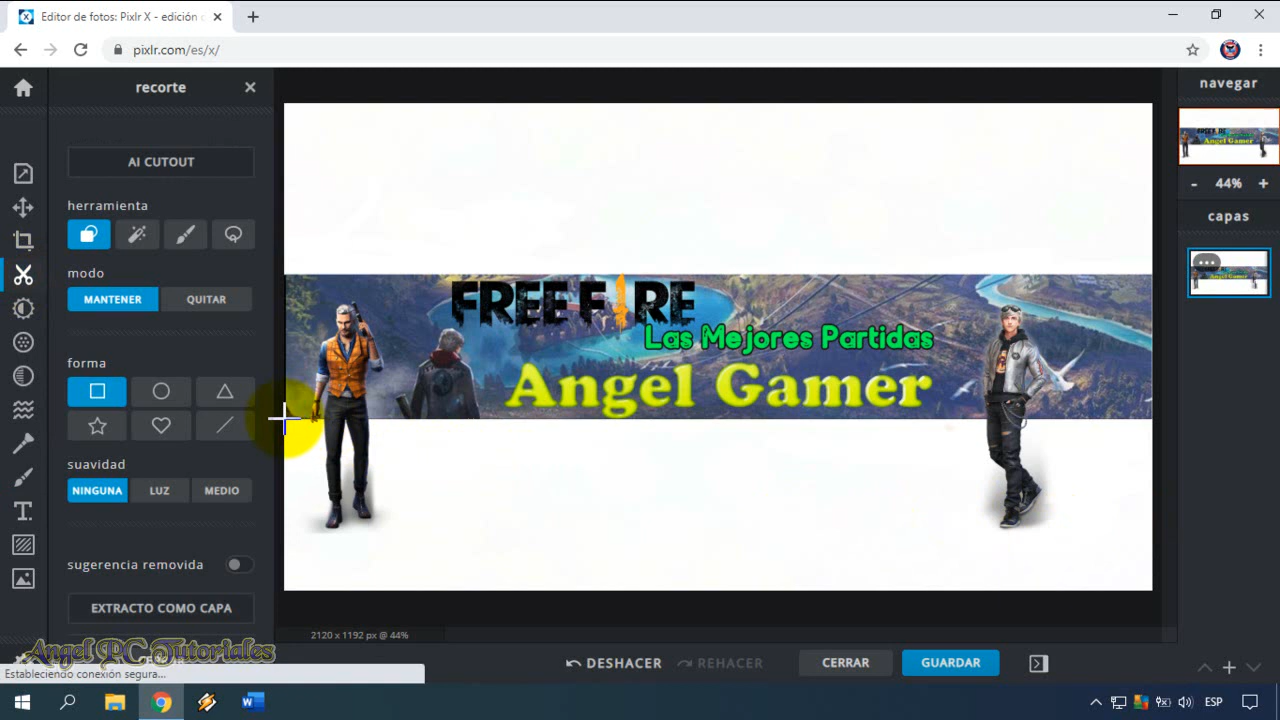 Editor de fotos: Pixlr X - edición
pixlr.com/es/x/
recorte
navegar
AI CUTOUT
herramienta
44%
capas
modo
MANTENER
QUITAR
FREE FIRE
Las Mejores Partidas
Angel Gamer
forma
suavidad
NINGUNA
LUZ
MEDIO
sugerencia removida
EXTRACTO COMO CAPA
2120 x 1192 px @ 44%
Angel PC Tutoriales
DESHACER
REHACER
CERRAR
GUARDAR
Estableciendo conexión segura...
ESP